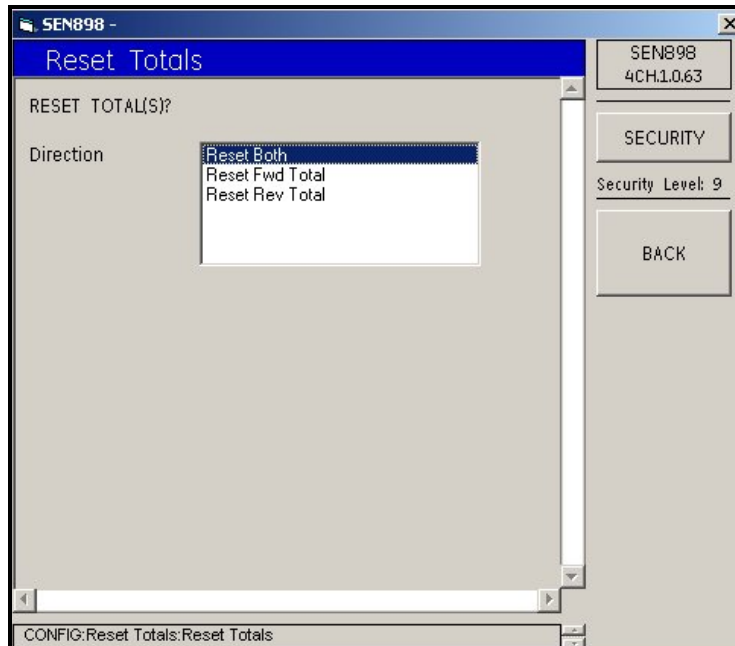 SEN898 -
Reset Totals
SEN898
4CH.1.0.63
RESET TOTAL(S)?
SECURITY
Direction
Reset Both
Reset Fwd Total
Reset Rev Total
Security Level: 9
BACK
CONFIG:Reset Totals:Reset Totals